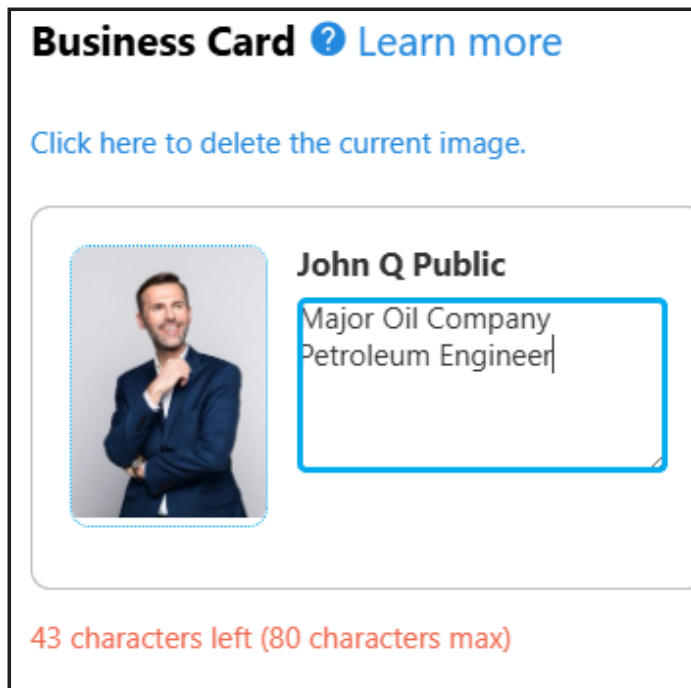 Business Card ? Learn more
Click here to delete the current image.
John Q Public
Major Oil Company
Petroleum Engineer
43 characters left (80 characters max)